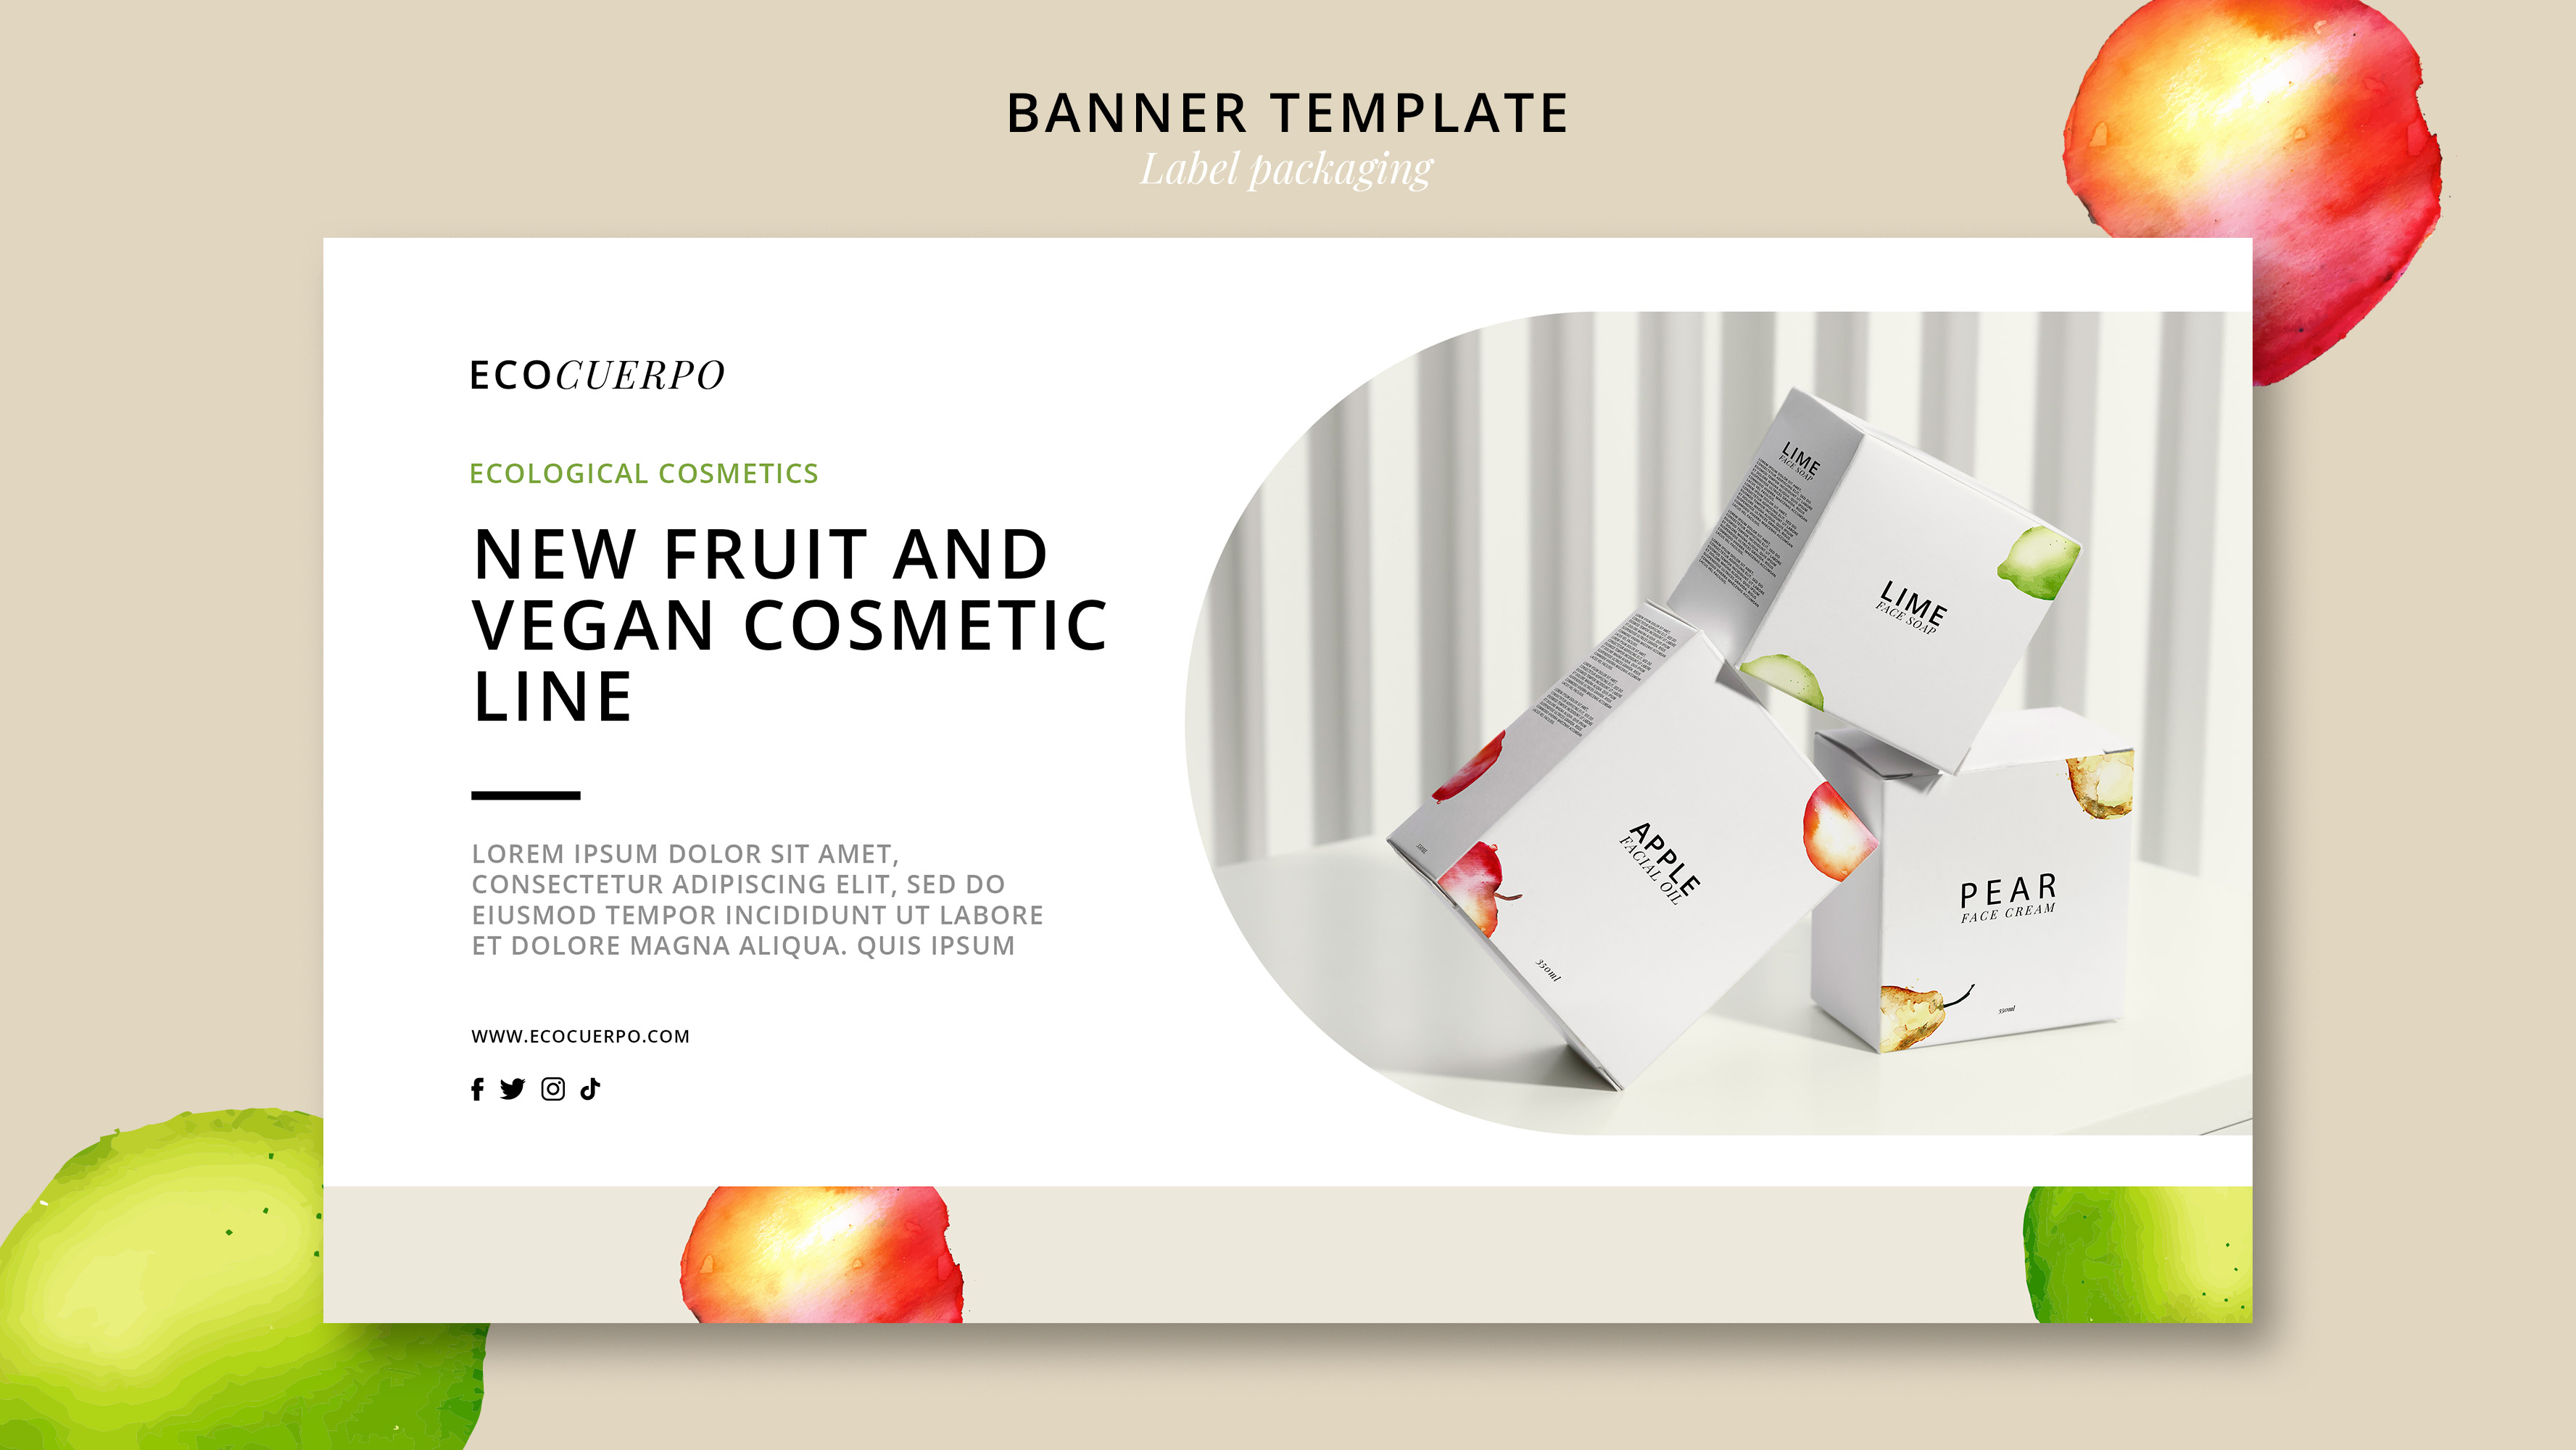 BANNER TEMPLATE
Label packaging
ECOCUERPO
ECOLOGICAL COSMETICS
NEW FRUIT AND
VEGAN COSMETIC
LINE
LOREM IPSUM DOLOR SIT AMET,
CONSECTETUR ADIPISCING ELIT, SED DO
EIUSMOD TEMPOR INCIDIDUNT UT LABORE
ET DOLORE MAGNA ALIQUA. QUIS IPSUM
WWW.ECOCUERPO.COM
LIME
FACE SOAP
LIME
FACE SOAP
APPLE
FACIAL OIL
350ml
PEAR
FACE CREAM
350ml